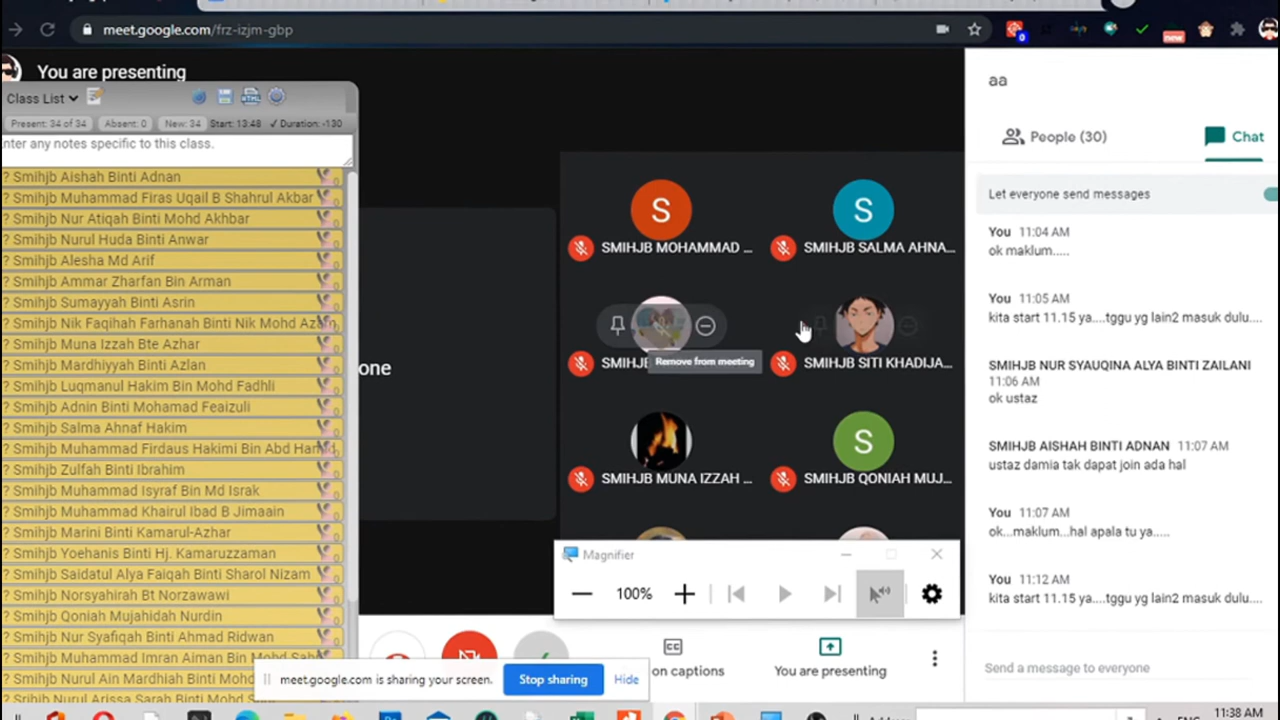 meet.google.com/frz-izjm-gbp
0
new
You are presenting
Class List
Present: 34 of 34
Absent: 0
New: 34
Start: 13:48
✓ Duration: -130
nter any notes specific to this class.
? Smihjb Aishah Binti Adnan
? Smihjb Muhammad Firas Uqail B Shahrul Akbar
? Smihjb Nur Atiqah Binti Mohd Akhbar
? Smihjb Nurul Huda Binti Anwar
? Smihjb Alesha Md Arif
? Smihjb Ammar Zharfan Bin Arman
? Smihjb Sumayyah Binti Asrin
? Smihjb Nik Faqihah Farhanah Binti Nik Mohd Azam
? Smihjb Muna Izzah Bte Azhar
? Smihjb Mardhiyyah Binti Azlan
? Smihjb Luqmanul Hakim Bin Mohd Fadhli
? Smihjb Adnin Binti Mohamad Feaizuli
? Smihjb Salma Ahnaf Hakim
? Smihjb Muhammad Firdaus Hakimi Bin Abd
? Smihjb Zulfah Binti Ibrahim
? Smihjb Muhammad Isyraf Bin Md Israk
? Smihjb Muhammad Khairul Ibad B Jimaain
? Smihjb Marini Binti Kamarul-Azhar
? Smihjb Yoehanis Binti Hj. Kamaruzzaman
? Smihjb Saidatul Alya Faiqah Binti Sharol Nizam
? Smihjb Norsyahirah Bt Norzawawi
? Smihjb Qoniah Mujahidah Nurdin
? Smihjb Nur Syafiqah Binti Ahmad Ridwan
? Smihjb Muhammad Imran Aiman Bin
? Smihjb Nurul Ain Mardhiah Binti Mohd
? Srihib Nurul Arissa Sarah Binti Mohd
one
S
SMIHJB MOHAMMAD ...
S
SMIHJB SALMA AHNA...
SMIHJB
Remove from meeting
SMIHJB SITI KHADIJA...
SMIHJB MUNA IZZAH ...
S
SMIHJB QONIAH MUJ...
Magnifier
100%
on captions
You are presenting
meet.google.com is sharing your screen.
Stop sharing
Hide
aa
People (30)
Chat
Let everyone send messages
You 11:04 AM
ok maklum.....
You 11:05 AM
kita start 11.15 ya....tggu yg lain2 masuk dulu....
SMIHJB NUR SYAUQINA ALYA BINTI ZAILANI
11:06 AM
ok ustaz
SMIHJB AISHAH BINTI ADNAN 11:07 AM
ustaz damia tak dapat join ada hal
You 11:07 AM
ok...maklum...hal apala tu ya.....
You 11:12 AM
kita start 11.15 ya....tggu yg lain2 masuk dulu....
Send a message to everyone
11:38 AM